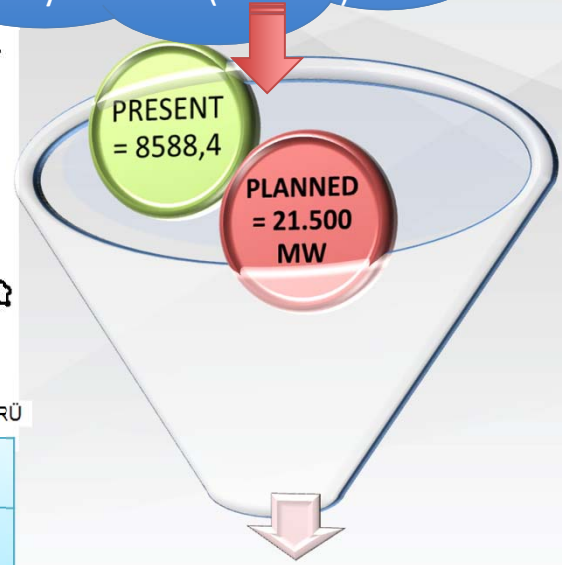 PRESENT
= 8588,4
PLANNED
= 21.500
MW
RÜ